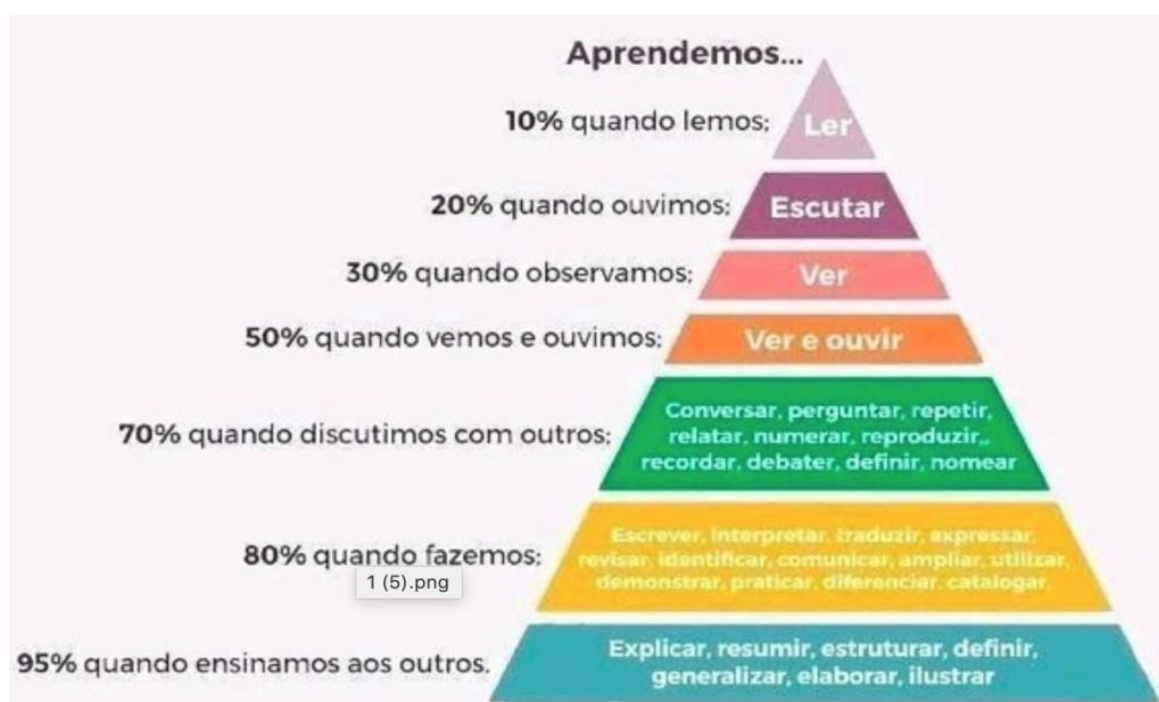 Aprendemos...
10% quando lemos;
Ler
20% quando ouvimos;
Escutar
30% quando observamos;
Ver
50% quando vemos e ouvimos;
Ver e ouvir
70% quando discutimos com outros;
Conversar, perguntar, repetir,
relatar, numerar, reproduzir,,
recordar, debater, definir, nomear
80% quando fazemos;
1 (5).png
Escrever, interpretar, traduzir, expressar,
revisar, identificar, comunicar, ampliar, utilizar,
demonstrar, praticar, diferenciar, catalogar.
95% quando ensinamos aos outros.
Explicar, resumir, estruturar, definir,
generalizar, elaborar, ilustrar